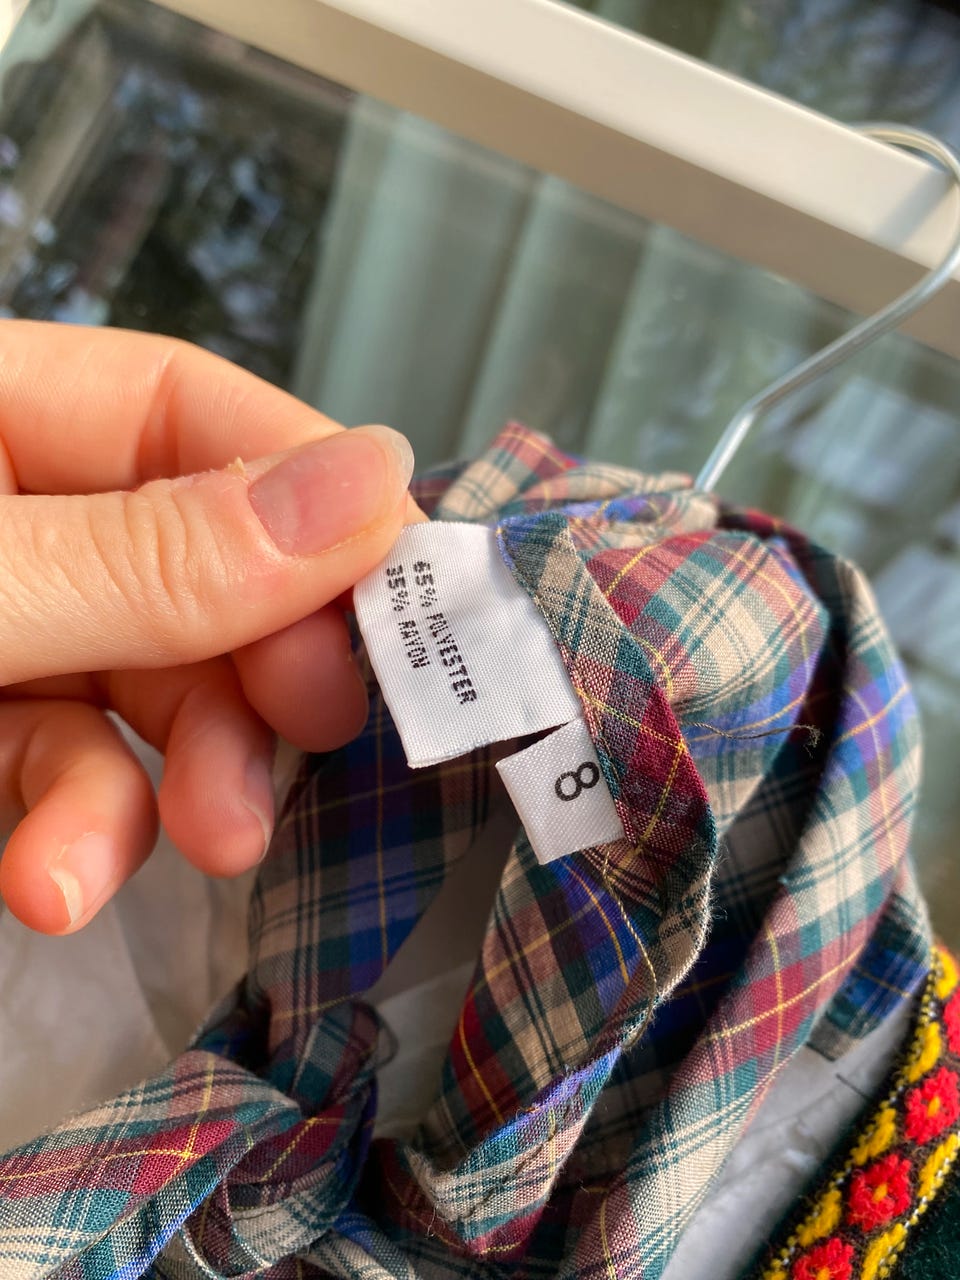 65% POLYESTER
35% RAYON
8